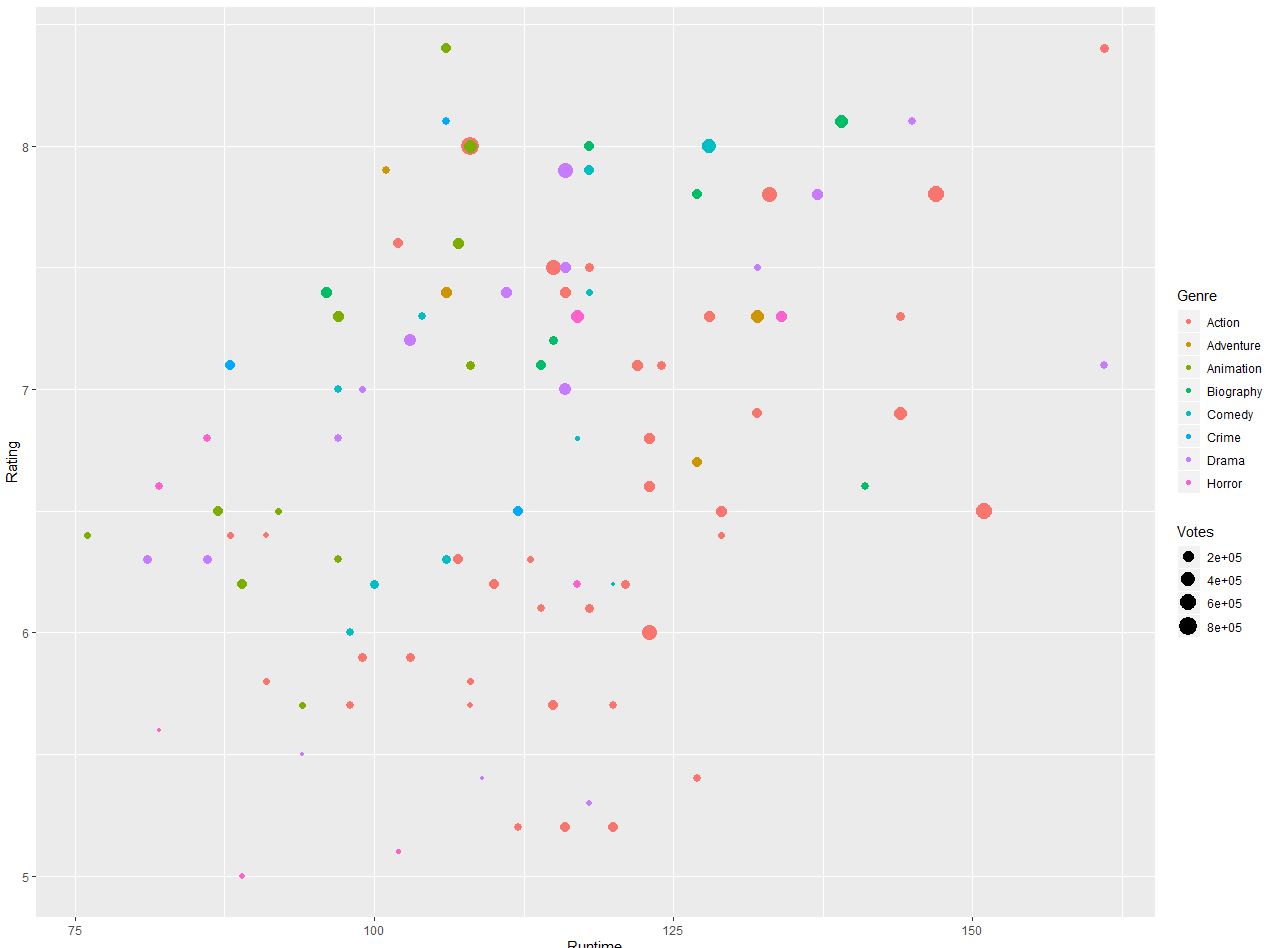 8
7
6
5
Rating
75
100
125
150
Runtime
Genre
Action
Adventure
Animation
Biography
Comedy
Crime
Drama
Horror
Votes
2e+05
4e+05
6e+05
8e+05